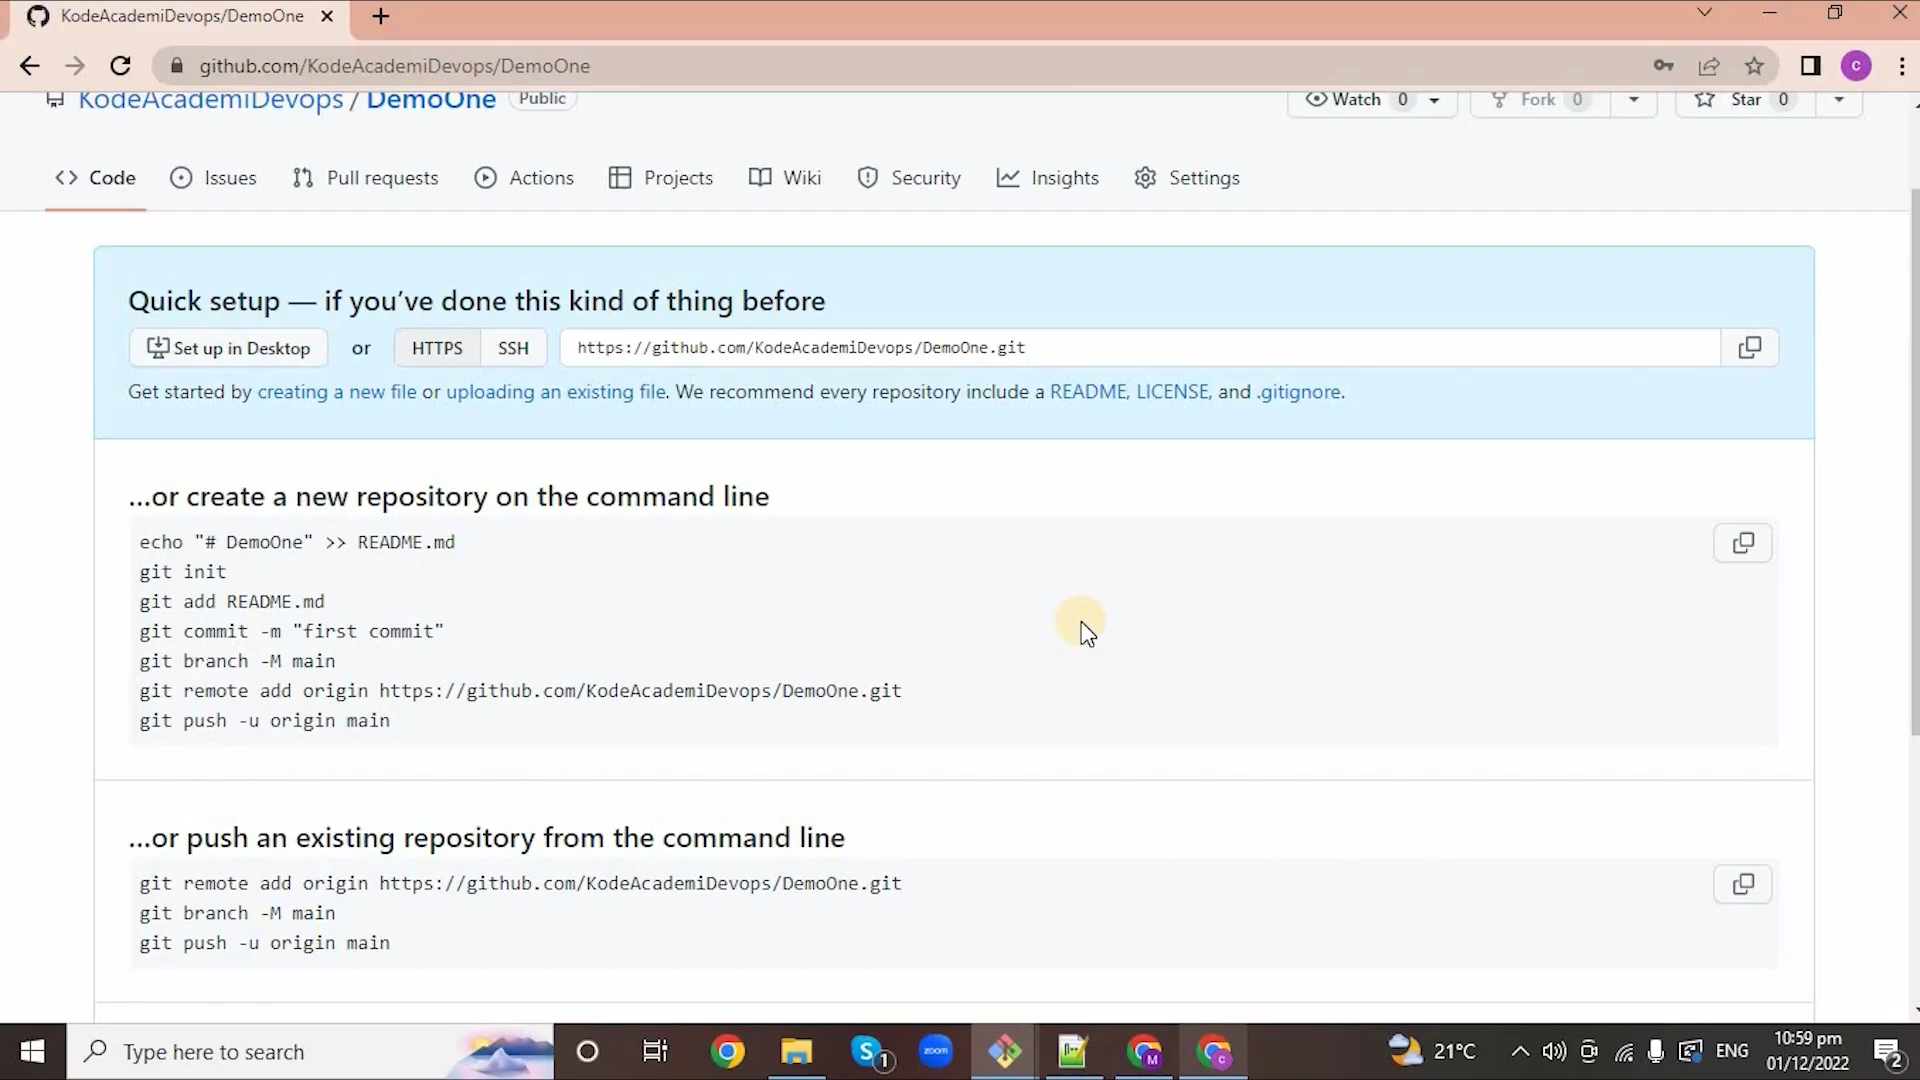 KodeAcademiDevops/DemoOne
github.com/KodeAcademiDevops/DemoOne
C
KodeAcademiDevops / DemoOne Public
Watch 0 Fork 0 Star 0
<> Code Issues Pull requests Actions Projects Wiki Security Insights Settings
Quick setup — if you've done this kind of thing before
Set up in Desktop or HTTPS SSH https://github.com/KodeAcademiDevops/DemoOne.git
Get started by creating a new file or uploading an existing file. We recommend every repository include a README, LICENSE, and .gitignore.
...or create a new repository on the command line
echo "# DemoOne" >> README.md
git init
git add README.md
git commit -m "first commit"
git branch -M main
git remote add origin https://github.com/KodeAcademiDevops/DemoOne.git
git push -u origin main
...or push an existing repository from the command line
git remote add origin https://github.com/KodeAcademiDevops/DemoOne.git
git branch -M main
git push -u origin main
Type here to search S 1 zoom M C 21°C ENG 10:59 pm
01/12/2022 2